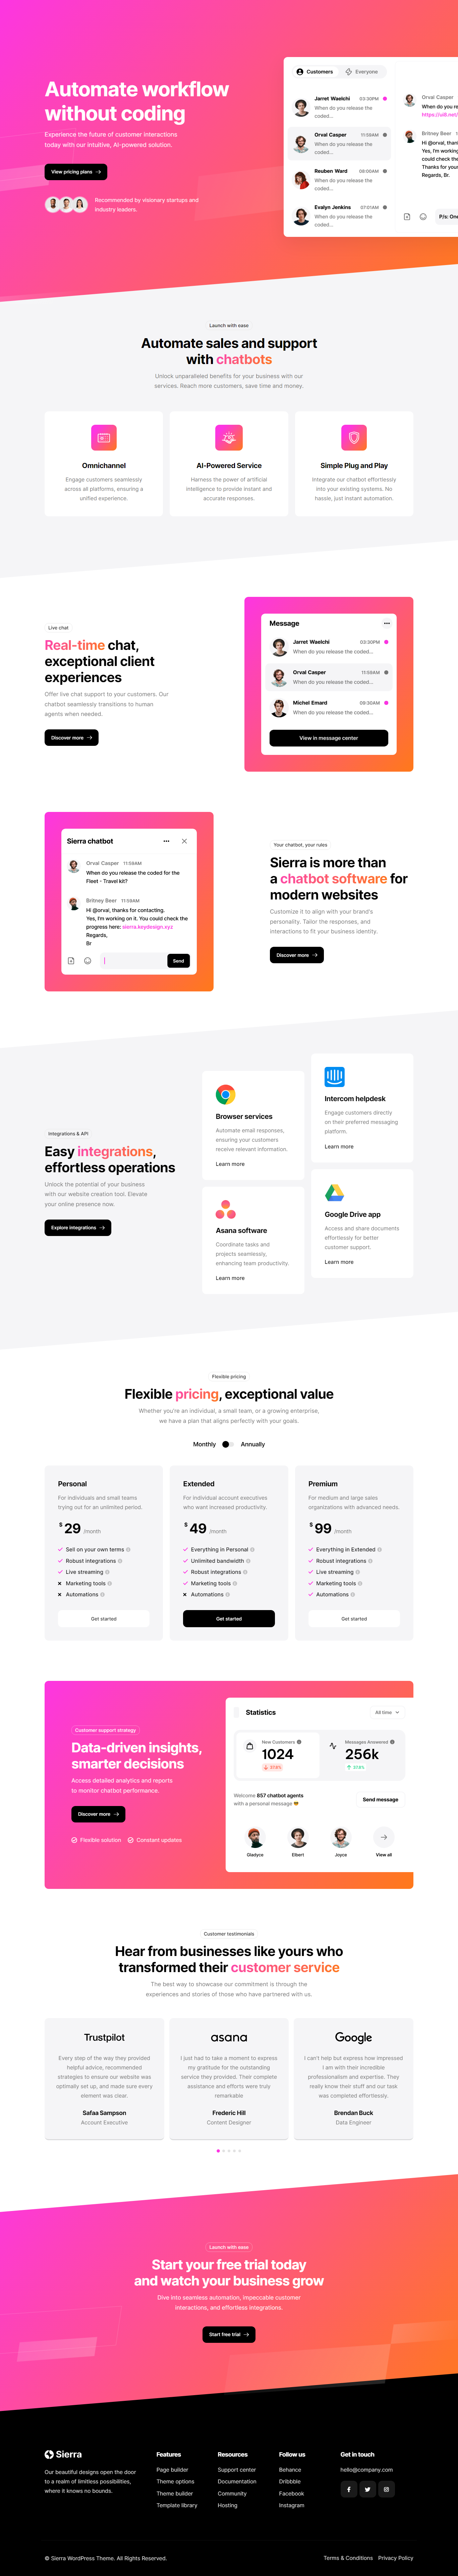 Automate workflow
without coding
Experience the future of customer interactions
today with our intuitive, AI-powered solution.
View pricing plans
Recommended by visionary startups and
industry leaders.
Customers
Everyone
Jarret Waelchi 03:30PM
When do you release the
coded...
Orval Casper 11:59AM
When do you release the
coded...
Reuben Ward 08:00AM
When do you release the
coded...
Evalyn Jenkins 07:01AM
When do you release the
coded...
Orval Casper
When do you re
Britney Beer
Hi @orval, than
Yes, I'm working
could check the
Thanks for your
Regards, Br.
P/s: One
Launch with ease
Automate sales and support
with chatbots
Unlock unparalleled benefits for your business with our
services. Reach more customers, save time and money.
Omnichannel
Engage customers seamlessly
across all platforms, ensuring a
unified experience.
AI-Powered Service
Harness the power of artificial
intelligence to provide instant and
accurate responses.
Simple Plug and Play
Integrate our chatbot effortlessly
into your existing systems. No
hassle, just instant automation.
Live chat
Real-time chat,
exceptional client
experiences
Offer live chat support to your customers. Our
chatbot seamlessly transitions to human
agents when needed.
Discover more
Message
Jarret Waelchi 03:30PM
When do you release the coded...
Orval Casper 11:59AM
When do you release the coded...
Michel Emard 09:30AM
When do you release the coded...
View in message center
Sierra chatbot
Orval Casper 11:59AM
When do you release the coded for the
Fleet - Travel kit?
Britney Beer 11:59AM
Hi @orval, thanks for contacting.
Yes, I'm working on it. You could check the
progress here: sierra.keydesign.xyz
Regards,
Br
Send
Your chatbot, your rules
Sierra is more than
a chatbot software for
modern websites
Customize it to align with your brand's
personality. Tailor the responses, and
interactions to fit your business identity.
Discover more
Integrations & API
Easy integrations,
effortless operations
Unlock the potential of your business
with our website creation tool. Elevate
your online presence now.
Explore integrations
Browser services
Automate email responses,
ensuring your customers
receive relevant information.
Learn more
Asana software
Coordinate tasks and
projects seamlessly,
enhancing team productivity.
Learn more
Intercom helpdesk
Engage customers directly
on their preferred messaging
platform.
Learn more
Google Drive app
Access and share documents
effortlessly for better
customer support.
Learn more
Flexible pricing
Flexible pricing, exceptional value
Whether you're an individual, a small team, or a growing enterprise,
we have a plan that aligns perfectly with your goals.
Monthly Annually
Personal
For individuals and small teams
trying out for an unlimited period.
$ 29 /month
Sell on your own terms
Robust integrations
Live streaming
Marketing tools
Automations
Get started
Extended
For individual account executives
who want increased productivity.
$ 49 /month
Everything in Personal
Unlimited bandwidth
Robust integrations
Marketing tools
Automations
Get started
Premium
For medium and large sales
organizations with advanced needs.
$ 99 /month
Everything in Extended
Robust integrations
Live streaming
Marketing tools
Automations
Get started
Customer support strategy
Data-driven insights,
smarter decisions
Access detailed analytics and reports
to monitor chatbot performance.
Discover more
Flexible solution
Constant updates
Statistics
All time
New Customers
1024
37.8%
Messages Answered
256k
37.8%
Welcome 857 chatbot agents
with a personal message
Send message
Gladyce
Elbert
Joyce
View all
Customer testimonials
Hear from businesses like yours who
transformed their customer service
The best way to showcase our commitment is through the
experiences and stories of those who have partnered with us.
Trustpilot
Every step of the way they provided
helpful advice, recommended
strategies to ensure our website was
optimally set up, and made sure every
element was clear.
Safaa Sampson
Account Executive
asana
I just had to take a moment to express
my gratitude for the outstanding
service they provided. Their complete
assistance and efforts were truly
remarkable
Frederic Hill
Content Designer
Google
I can't help but express how impressed
I am with their incredible
professionalism and expertise. They
really know their stuff and our task
was completed effortlessly.
Brendan Buck
Data Engineer
Launch with ease
Start your free trial today
and watch your business grow
Dive into seamless automation, impeccable customer
interactions, and effortless integrations.
Start free trial
Sierra
Our beautiful designs open the door
to a realm of limitless possibilities,
where it knows no bounds.
Features
Page builder
Theme options
Theme builder
Template library
Resources
Support center
Documentation
Community
Hosting
Follow us
Behance
Dribbble
Facebook
Instagram
Get in touch
hello@company.com
© Sierra WordPress Theme. All Rights Reserved.
Terms & Conditions Privacy Policy